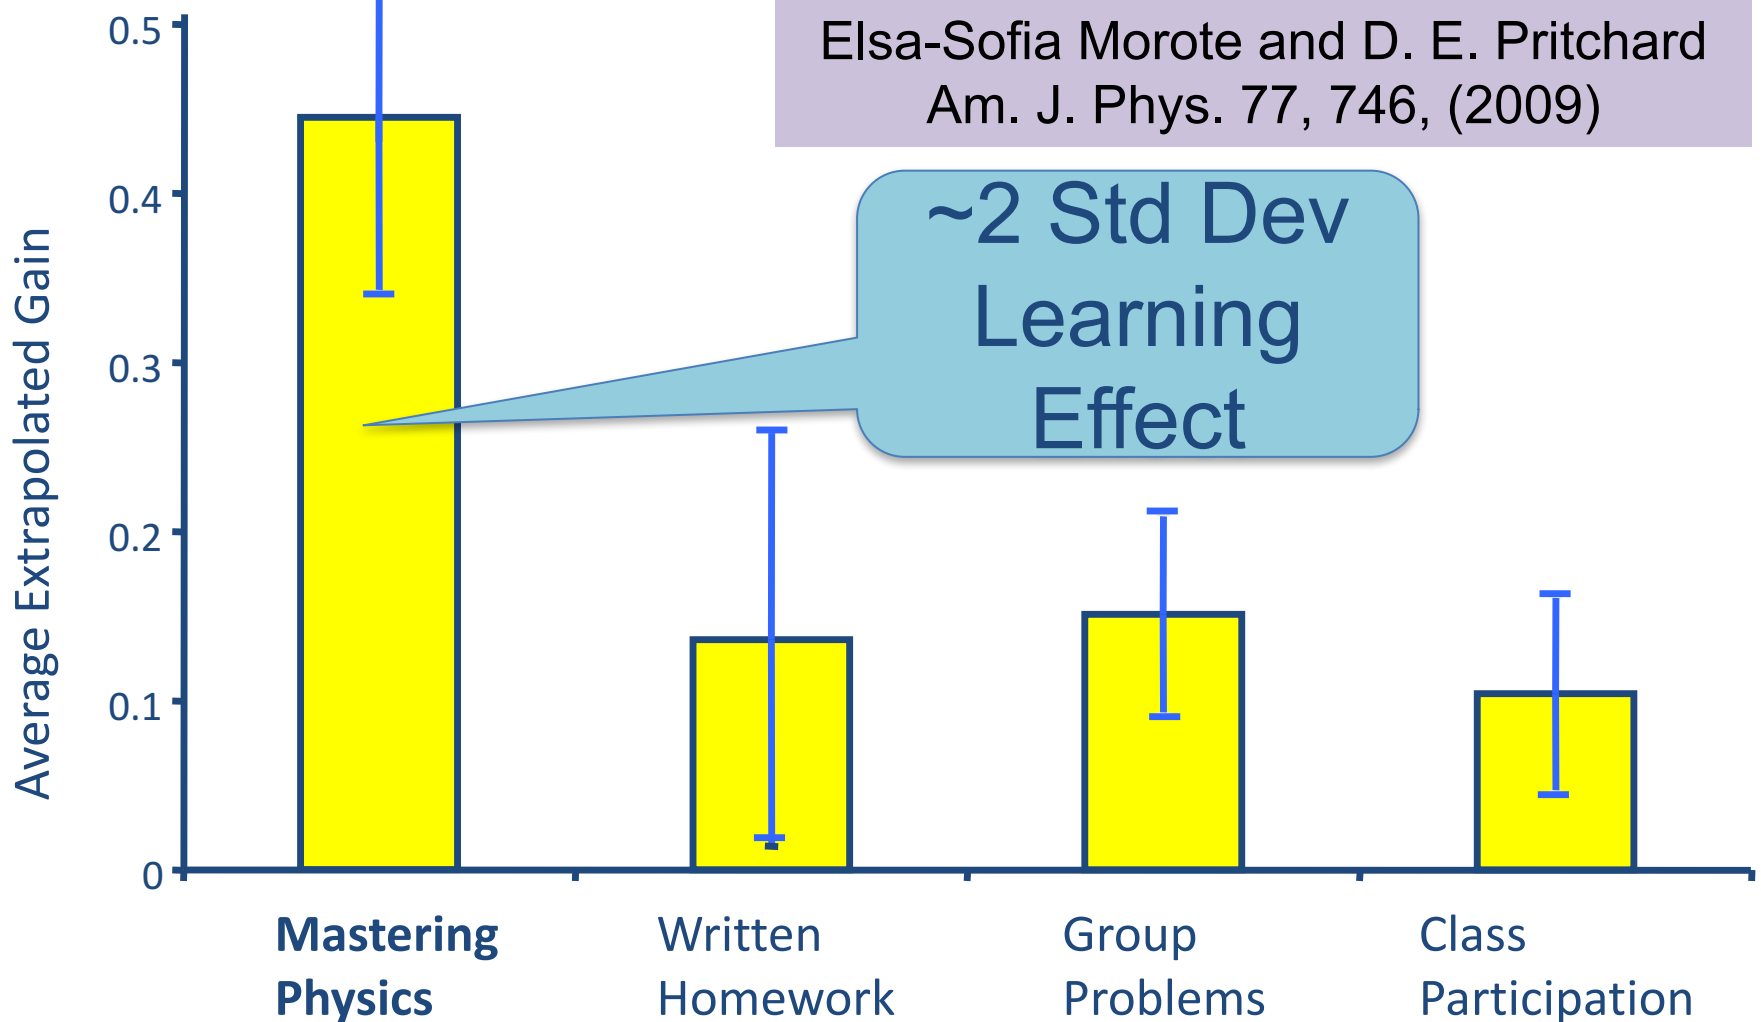 Elsa-Sofia Morote and D. E. Pritchard
Am. J. Phys. 77, 746, (2009)
~2 Std Dev
Learning
Effect
Average Extrapolated Gain
0.5
0.4
0.3
0.2
0.1
0
Mastering
Physics
Written
Homework
Group
Problems
Class
Participation